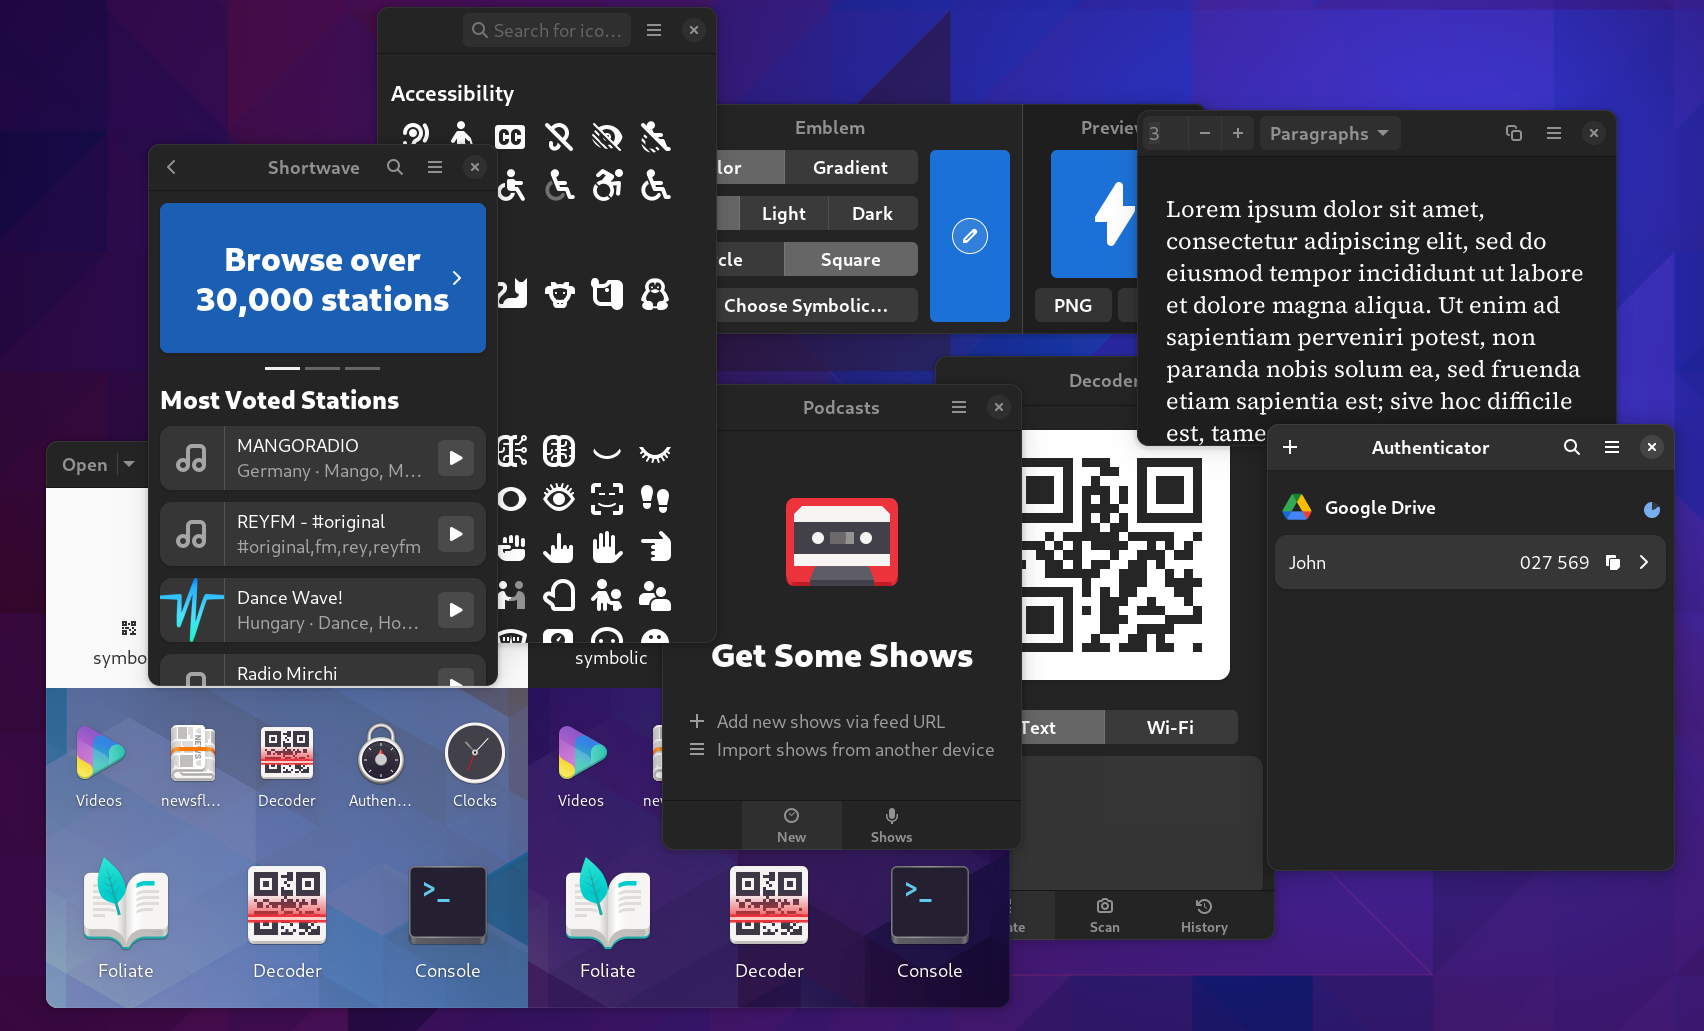 Search for ico...
Accessibility
CC
Shortwave
Browse over
30,000 stations
Most Voted Stations
MANGORADIO
Germany · Mango, M...
REYFM - #original
#original,fm,rey,reyfm
Dance Wave!
Hungary · Dance, Ho...
Radio Mirchi
Emblem
Gradient
Light
Dark
Square
Choose Symbolic...
PNG
3
Paragraphs
Lorem ipsum dolor sit amet,
consectetur adipiscing elit, sed do
eiusmod tempor incididunt ut labore
et dolore magna aliqua. Ut enim ad
sapientiam perveniri potest, non
paranda nobis solum ea, sed fruenda
etiam sapientia est; sive hoc difficile
est, tame
Decoder
Text
Wi-Fi
Scan
History
Podcasts
Get Some Shows
Add new shows via feed URL
Import shows from another device
New
Shows
Authenticator
Google Drive
John 027 569
Open
symbolic
Videos
newsfl...
Decoder
Authen...
Clocks
Videos
Foliate
Decoder
Console
Foliate
Decoder
Console